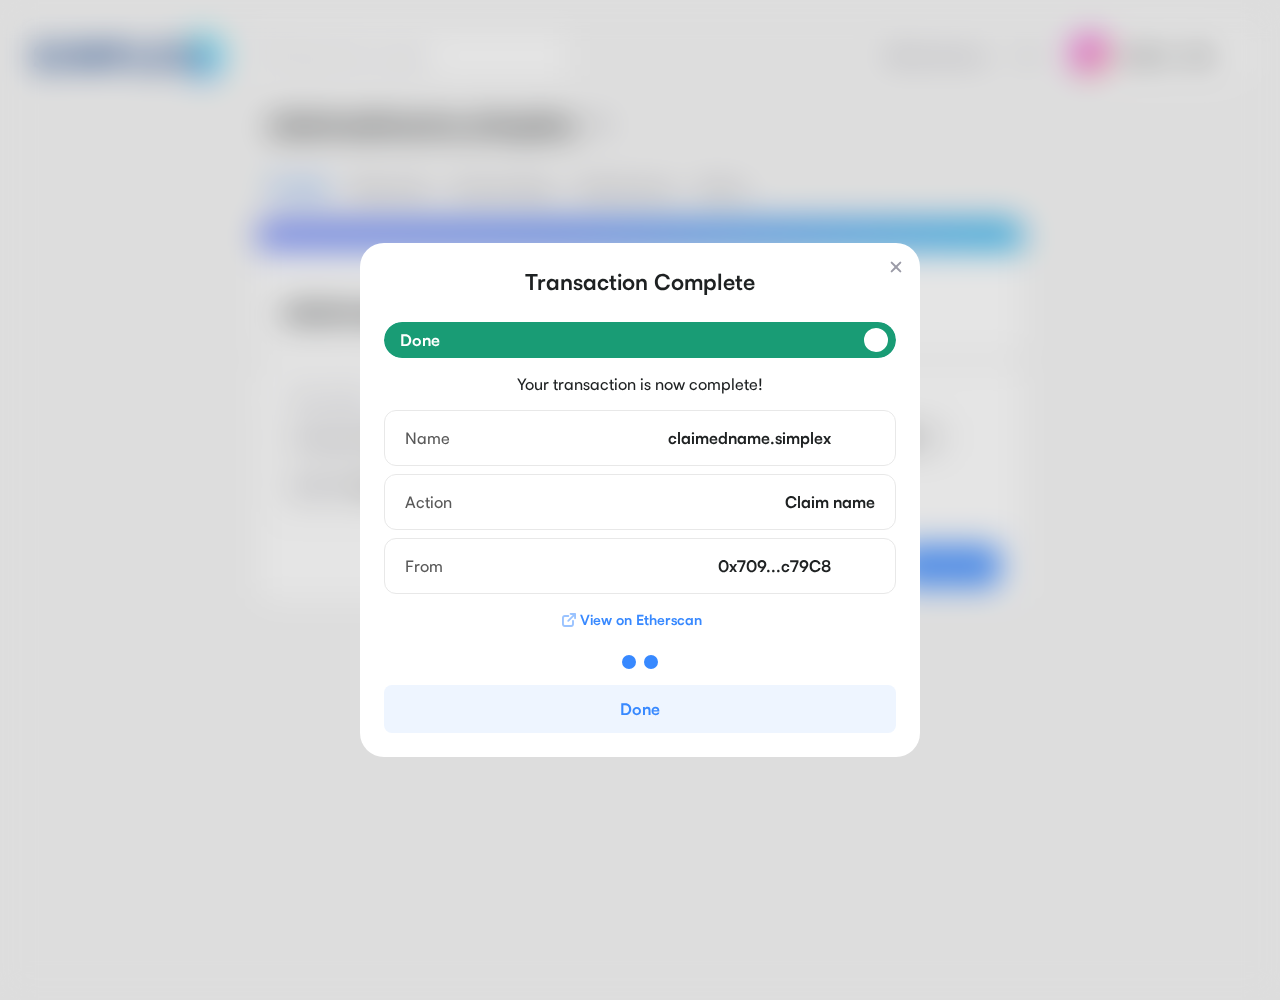 Transaction Complete
Done
Your transaction is now complete!
Name claimedname.simplex
Action Claim name
From 0x709...c79C8
View on Etherscan
Done